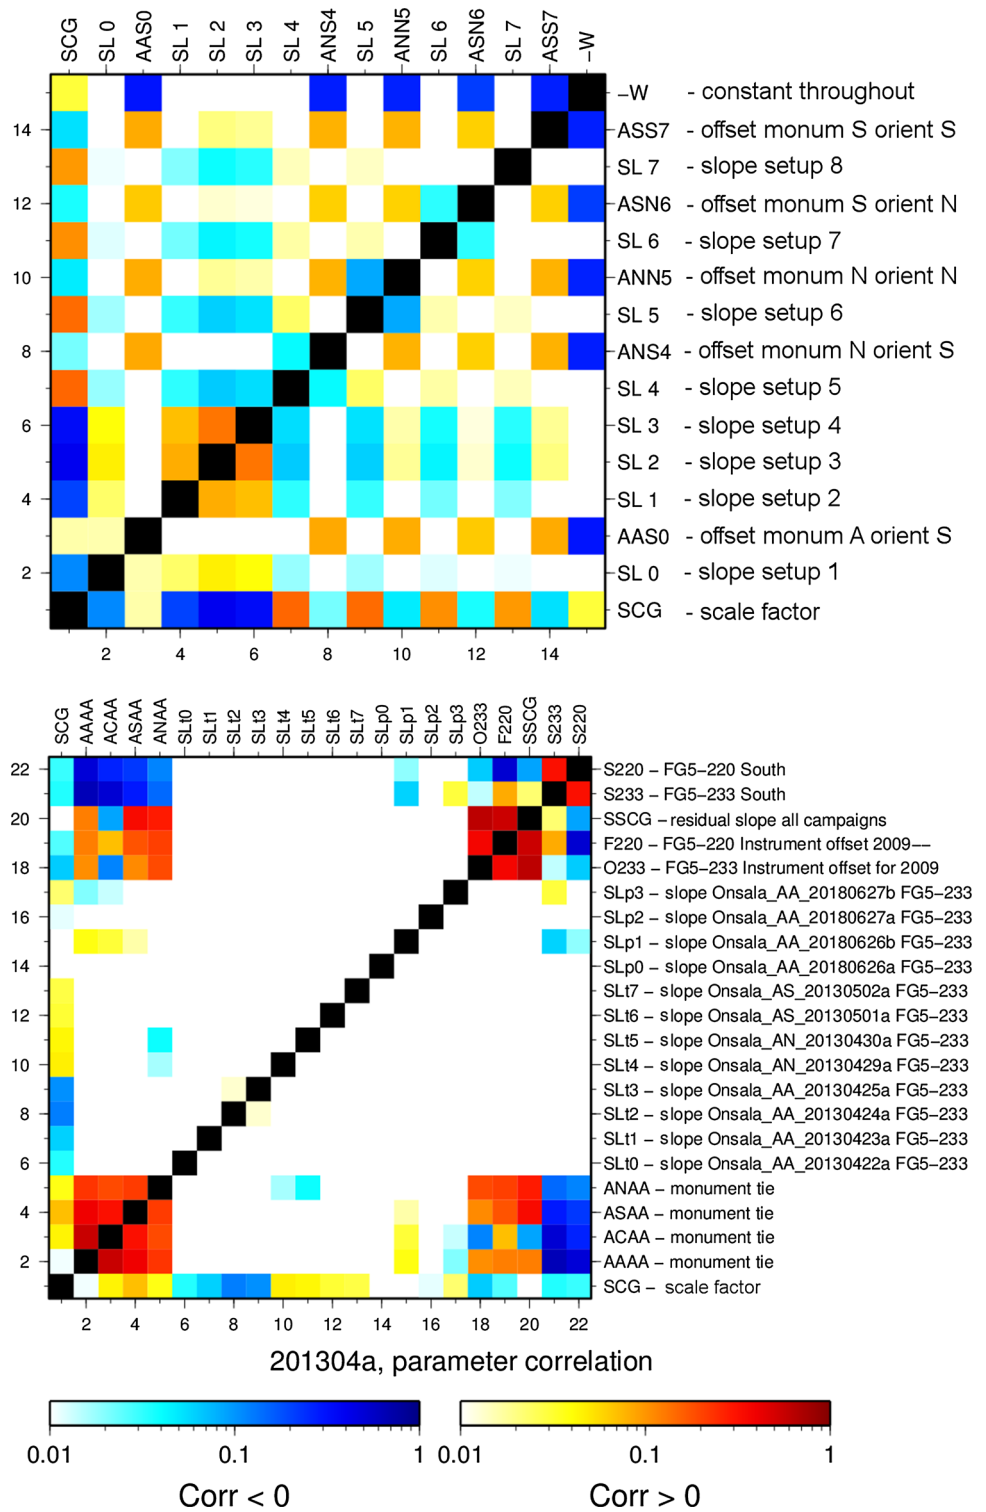 SCG SL 0 AAS0 SL 1 SL 2 SL 3 SL 4 ANS4 SL 5 ANN5 SL 6 ASN6 SL 7 ASS7 −W
−W - constant throughout
14 ASS7 - offset monum S orient S
SL 7 - slope setup 8
12 ASN6 - offset monum S orient N
SL 6 - slope setup 7
10 ANN5 - offset monum N orient N
SL 5 - slope setup 6
8 ANS4 - offset monum N orient S
SL 4 - slope setup 5
6 SL 3 - slope setup 4
SL 2 - slope setup 3
4 SL 1 - slope setup 2
AAS0 - offset monum A orient S
2 SL 0 - slope setup 1
SCG - scale factor
2 4 6 8 10 12 14
SCG AAAA ACAA ASAA ANAA SLt0 SLt1 SLt2 SLt3 SLt4 SLt5 SLt6 SLt7 SLp0 SLp1 SLp2 SLp3 O233 F220 SSCG S233 S220
22 S220 − FG5−220 South
S233 − FG5−233 South
20 SSCG − residual slope all campaigns
F220 − FG5−220 Instrument offset 2009−−
18 O233 − FG5−233 Instrument offset for 2009
SLp3 − slope Onsala_AA_20180627b FG5−233
16 SLp2 − slope Onsala_AA_20180627a FG5−233
SLp1 − slope Onsala_AA_20180626b FG5−233
14 SLp0 − slope Onsala_AA_20180626a FG5−233
SLt7 − slope Onsala_AS_20130502a FG5−233
12 SLt6 − slope Onsala_AS_20130501a FG5−233
SLt5 − slope Onsala_AN_20130430a FG5−233
10 SLt4 − slope Onsala_AN_20130429a FG5−233
SLt3 − slope Onsala_AA_20130425a FG5−233
8 SLt2 − slope Onsala_AA_20130424a FG5−233
SLt1 − slope Onsala_AA_20130423a FG5−233
6 SLt0 − slope Onsala_AA_20130422a FG5−233
ANAA − monument tie
4 ASAA − monument tie
ACAA − monument tie
2 AAAA − monument tie
SCG − scale factor
2 4 6 8 10 12 14 16 18 20 22
201304a, parameter correlation
0.01 0.1 1 0.01 0.1 1
Corr < 0 Corr > 0